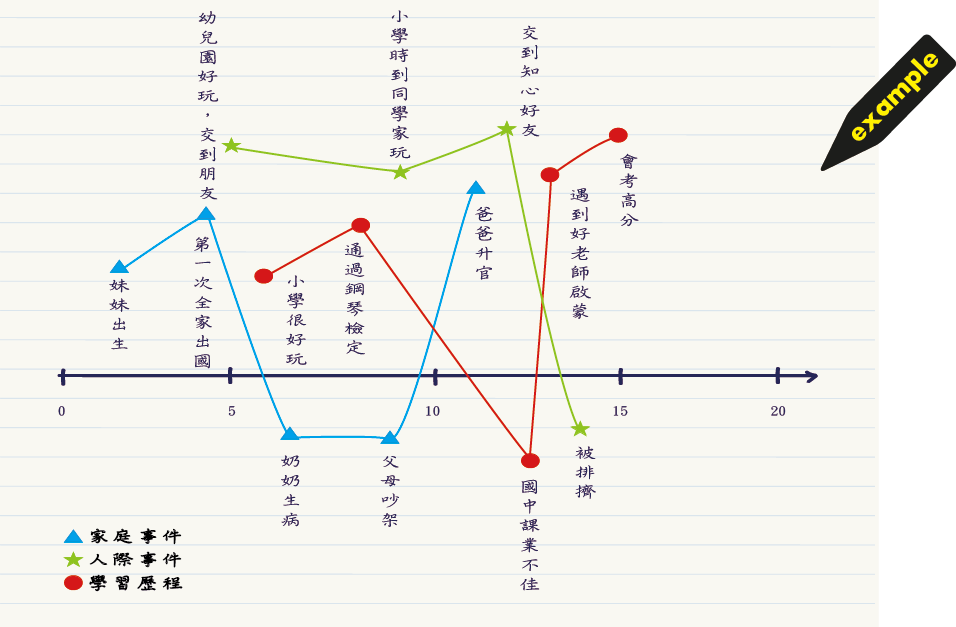 幼兒園好玩，交到朋友
小學時到同學家玩
交到知心好友
example
會考高分
遇到好老師啟蒙
爸爸升官
妹妹出生
第一次全家出國
小學很好玩
通過鋼琴檢定
0 5 10 15 20
奶奶生病
父母吵架
國中課業不佳
被排擠
家庭事件
人際事件
學習歷程